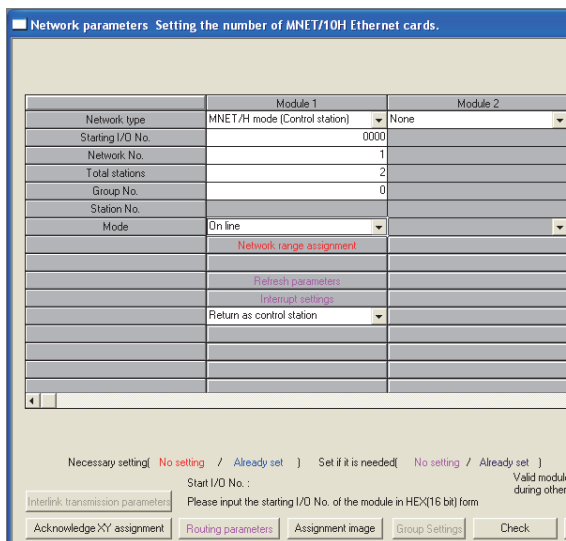 Network parameters Setting the number of MNET/10H Ethernet cards.
Module 1 Module 2
Network type MNET/H mode (Control station) None
Starting I/O No. 0000
Network No. 1
Total stations 2
Group No. 0
Station No.
Mode On line
Network range assignment
Refresh parameters
Interrupt settings
Return as control station
Necessary setting( No setting / Already set ) Set if it is needed( No setting / Already set )
Start I/O No. : Valid module
during other
Interlink transmission parameters Please input the starting I/O No. of the module in HEX(16 bit) form
Acknowledge XY assignment Routing parameters Assignment image Group Settings Check